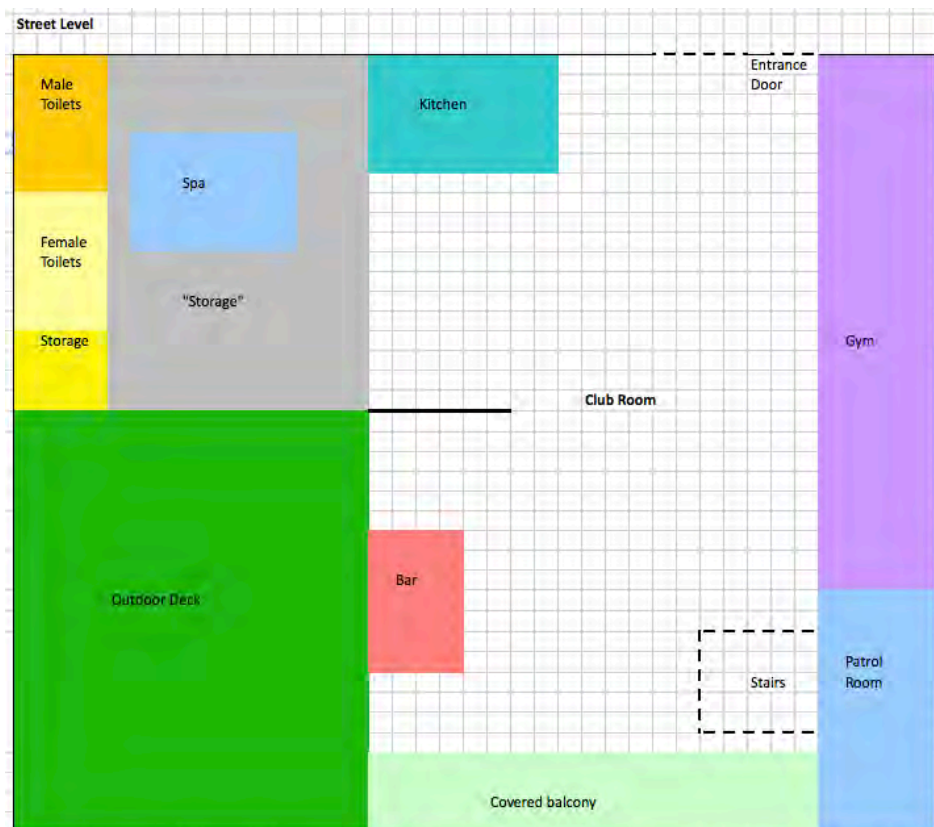 Street Level
Entrance
Door
Male
Toilets
Kitchen
Spa
Female
Toilets
"Storage"
Storage
Gym
Club Room
Bar
Outdoor Deck
Patrol
Room
Stairs
Covered balcony